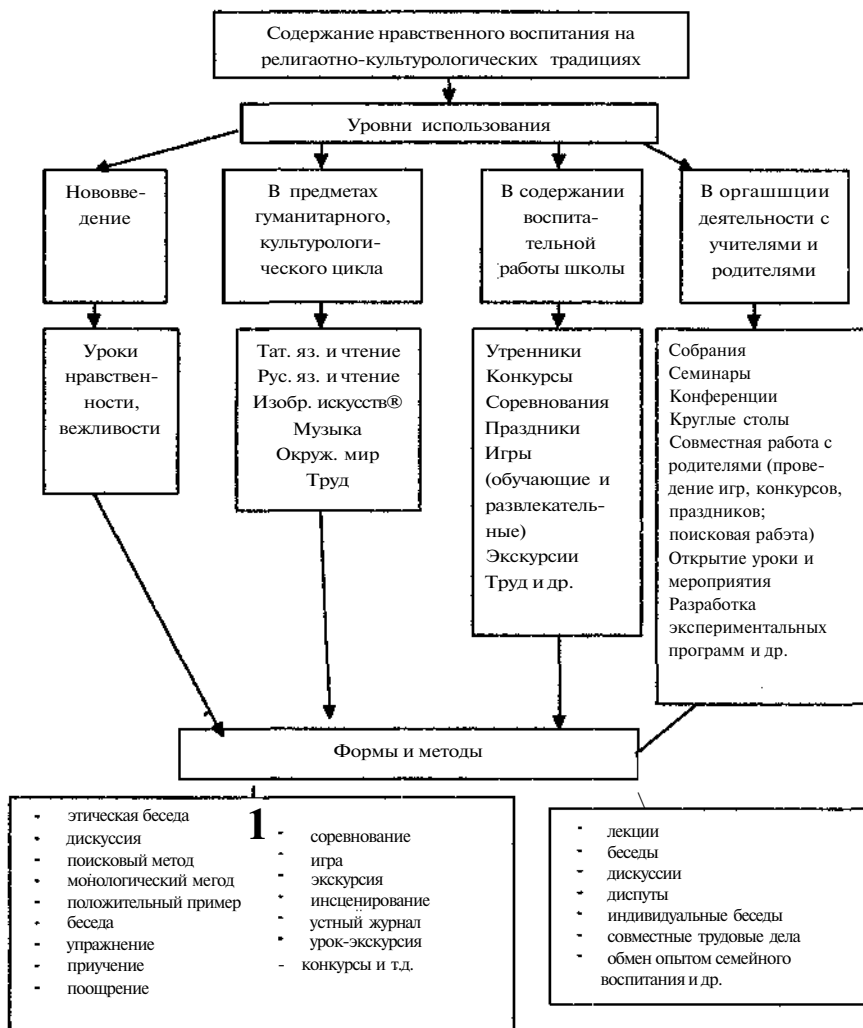 Содержание нравственного воспитания на
религаотно-культурологических традициях
Уровни использования
Нововве-
дение
В предметах
гуманитарного,
культурологи-
ческого цикла
В содержании
воспита-
тельной
работы школы
В оргашшции
деятельности с
учителями и
родителями
Уроки
нравствен-
ности,
вежливости
Тат. яз. и чтение
Рус. яз. и чтение
Изобр. искусств®
Музыка
Окруж. мир
Труд
Утренники
Конкурсы
Соревнования
Праздники
Игры
(обучающие и
развлекатель-
ные)
Экскурсии
Труд и др.
Собрания
Семинары
Конференции
Круглые столы
Совместная работа с
родителями (прове-
дение игр, конкурсов,
праздников;
поисковая рабэта)
Открытие уроки и
мероприятия
Разработка
экспериментальных
программ и др.
Формы и методы
1
- этическая беседа
- дискуссия
- поисковый метод
- монологический метод
- положительный пример
- беседа
- упражнение
- приучение
- поощрение
- соревнование
- игра
- экскурсия
- инсценирование
- устный журнал
- урок-экскурсия
- конкурсы и т.д.
- лекции
- беседы
- дискуссии
- диспуты
- индивидуальные беседы
- совместные трудовые дела
- обмен опытом семейного
воспитания и др.